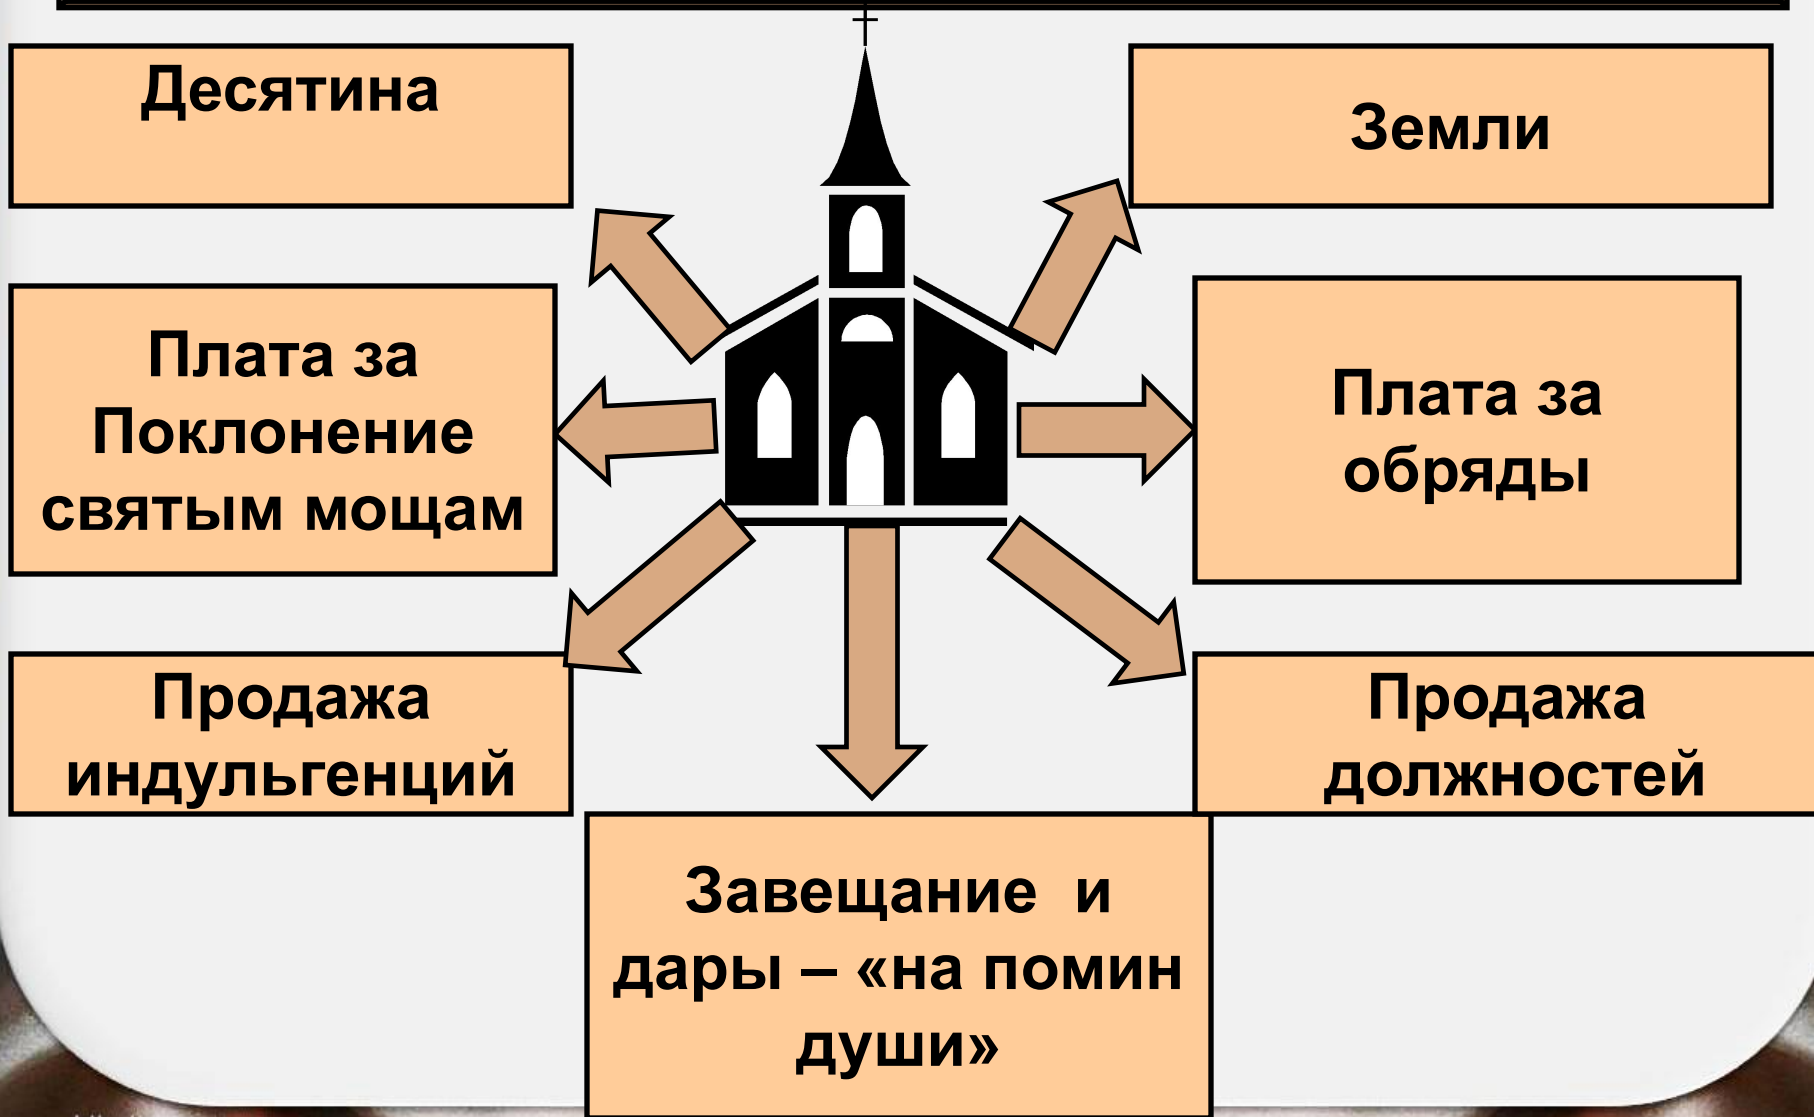 Десятина
Земли
Плата за
Поклонение
святым мощам
Плата за
обряды
Продажа
индульгенций
Продажа
должностей
Завещание и
дары – «на помин
души»